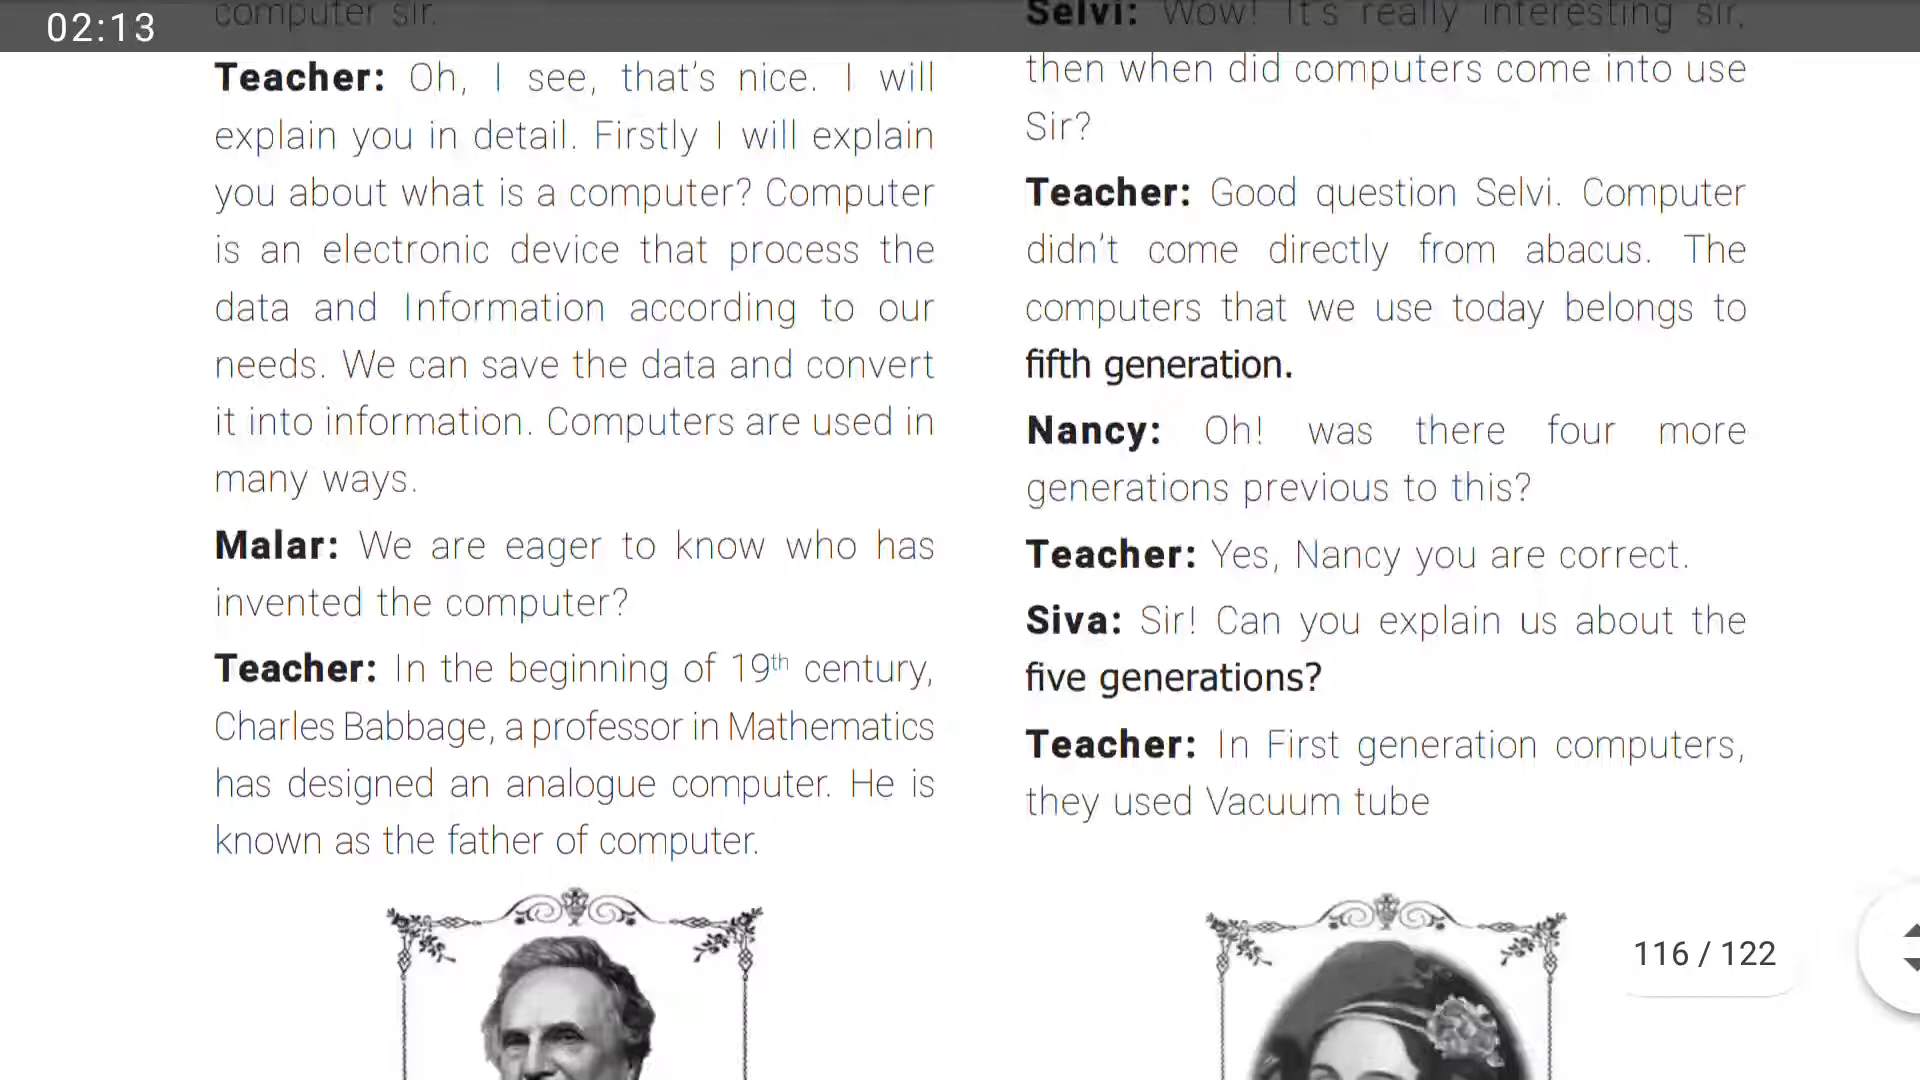 02:13
computer sir.
Teacher: Oh, I see, that's nice. I will
explain you in detail. Firstly I will explain
you about what is a computer? Computer
is an electronic device that process the
data and Information according to our
needs. We can save the data and convert
it into information. Computers are used in
many ways.
Malar: We are eager to know who has
invented the computer?
Teacher: In the beginning of 19th century,
Charles Babbage, a professor in Mathematics
has designed an analogue computer. He is
known as the father of computer.
Selvi: Wow! It's really interesting sir,
then when did computers come into use
Sir?
Teacher: Good question Selvi. Computer
didn't come directly from abacus. The
computers that we use today belongs to
fifth generation.
Nancy: Oh! was there four more
generations previous to this?
Teacher: Yes, Nancy you are correct.
Siva: Sir! Can you explain us about the
five generations?
Teacher: In First generation computers,
they used Vacuum tube
116 / 122